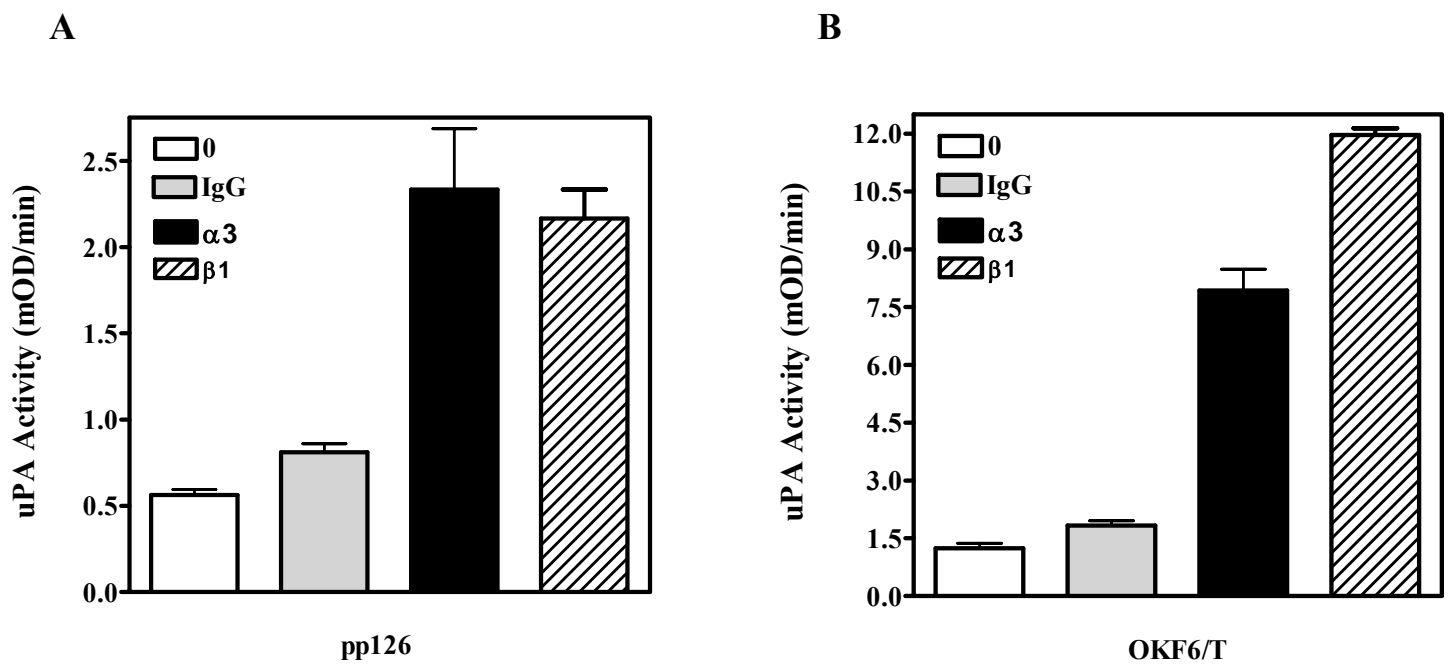 A
uPA Activity (mOD/min)
2.5
2.0
1.5
1.0
0.5
0.0
0
IgG
α3
β1
pp126
B
uPA Activity (mOD/min)
12.0
10.5
9.0
7.5
6.0
4.5
3.0
1.5
0.0
0
IgG
α3
β1
OKF6/T